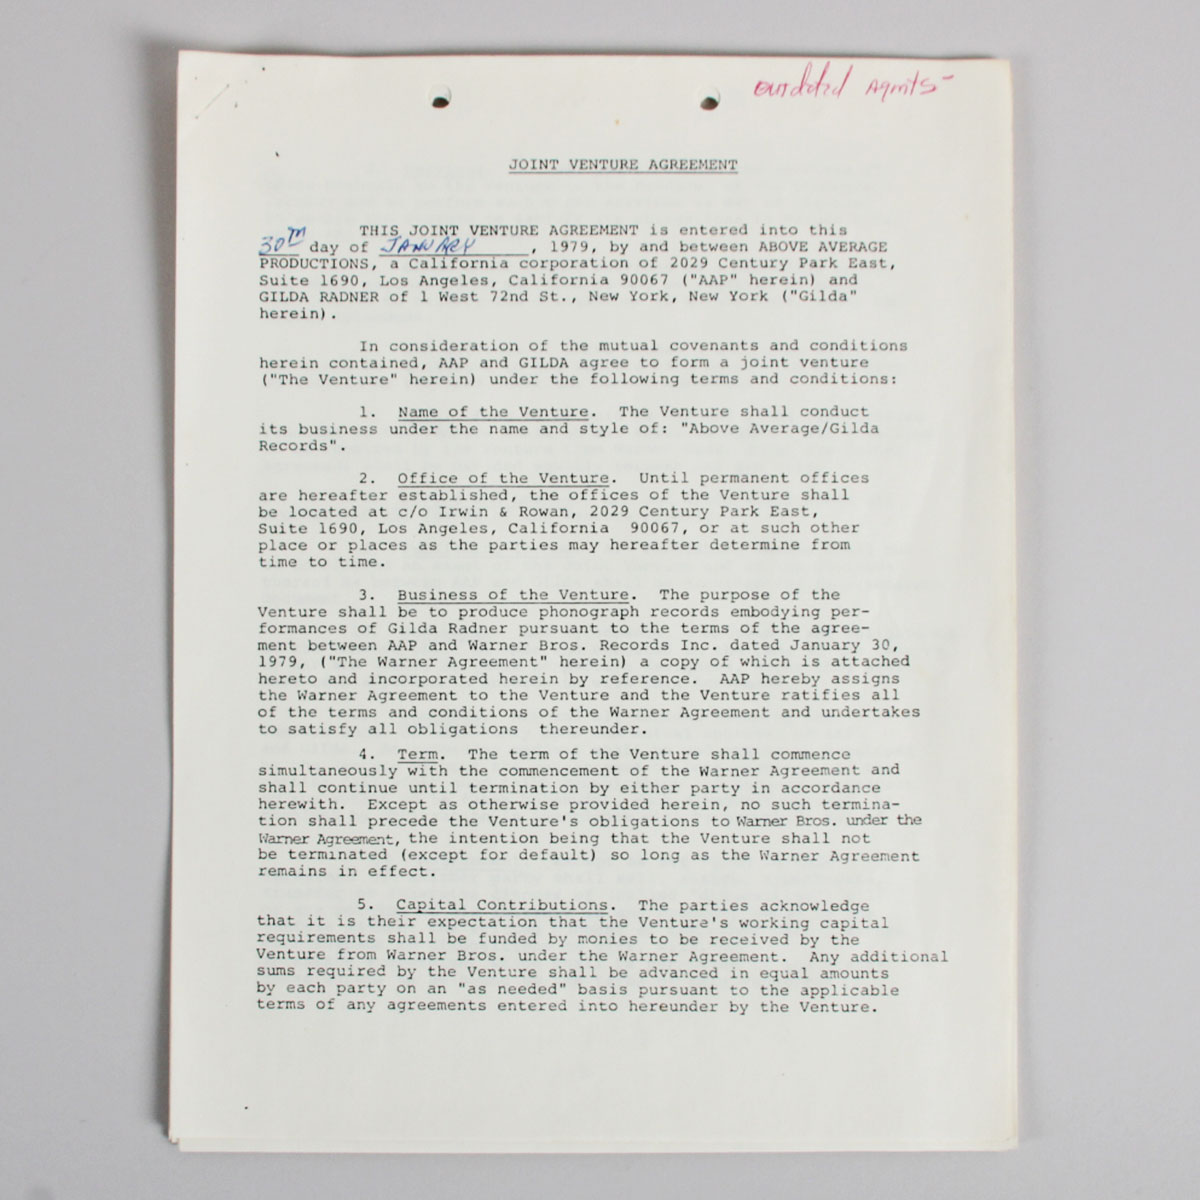 outdated Agmts-
JOINT VENTURE AGREEMENT
THIS JOINT VENTURE AGREEMENT is entered into this
30TH day of JANUARY, 1979, by and between ABOVE AVERAGE
PRODUCTIONS, a California corporation of 2029 Century Park East,
Suite 1690, Los Angeles, California 90067 ("AAP" herein) and
GILDA RADNER of 1 West 72nd St., New York, New York ("Gilda"
herein).
In consideration of the mutual covenants and conditions
herein contained, AAP and GILDA agree to form a joint venture
("The Venture" herein) under the following terms and conditions:
1. Name of the Venture. The Venture shall conduct
its business under the name and style of: "Above Average/Gilda
Records".
2. Office of the Venture. Until permanent offices
are hereafter established, the offices of the Venture shall
be located at c/o Irwin & Rowan, 2029 Century Park East,
Suite 1690, Los Angeles, California 90067, or at such other
place or places as the parties may hereafter determine from
time to time.
3. Business of the Venture. The purpose of the
Venture shall be to produce phonograph records embodying per-
formances of Gilda Radner pursuant to the terms of the agree-
ment between AAP and Warner Bros. Records Inc. dated January 30,
1979, ("The Warner Agreement" herein) a copy of which is attached
hereto and incorporated herein by reference. AAP hereby assigns
the Warner Agreement to the Venture and the Venture ratifies all
of the terms and conditions of the Warner Agreement and undertakes
to satisfy all obligations thereunder.
4. Term. The term of the Venture shall commence
simultaneously with the commencement of the Warner Agreement and
shall continue until termination by either party in accordance
herewith. Except as otherwise provided herein, no such termina-
tion shall precede the Venture's obligations to Warner Bros. under the
Warner Agreement, the intention being that the Venture shall not
be terminated (except for default) so long as the Warner Agreement
remains in effect.
5. Capital Contributions. The parties acknowledge
that it is their expectation that the Venture's working capital
requirements shall be funded by monies to be received by the
Venture from Warner Bros. under the Warner Agreement. Any additional
sums required by the Venture shall be advanced in equal amounts
by each party on an "as needed" basis pursuant to the applicable
terms of any agreements entered into hereunder by the Venture.